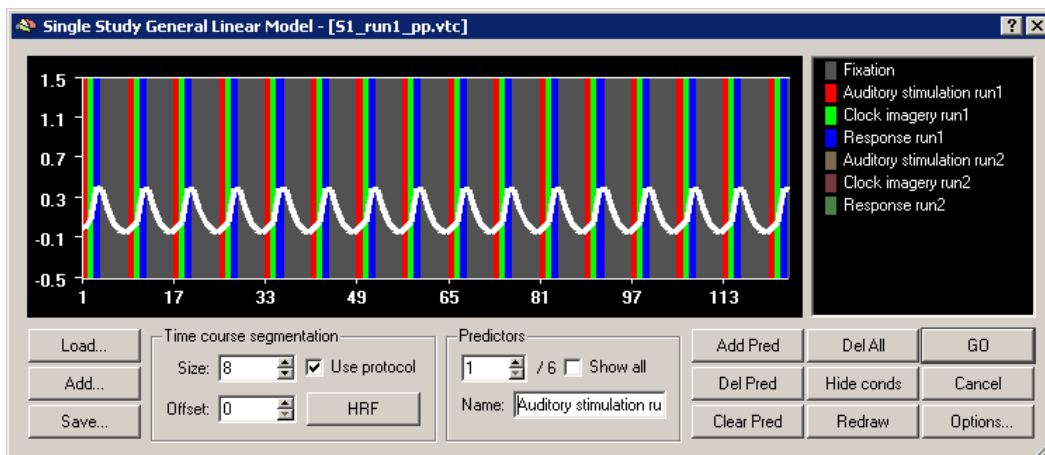 Single Study General Linear Model - [S1_run1_pp.vtc]
1.5
1.1
0.7
0.3
-0.1
-0.5
1 17 33 49 65 81 97 113
Fixation
Auditory stimulation run1
Clock imagery run1
Response run1
Auditory stimulation run2
Clock imagery run2
Response run2
Load...
Add...
Save...
Time course segmentation
Size: 8 Use protocol
Offset: 0 HRF
Predictors
1 / 6 Show all
Name: Auditory stimulation ru
Add Pred Del All GO
Del Pred Hide conds Cancel
Clear Pred Redraw Options...